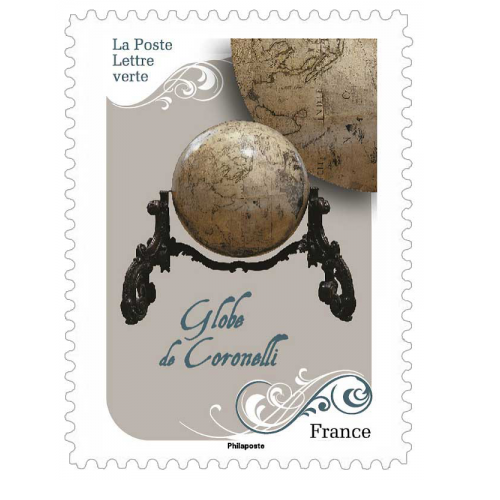 La Poste
Lettre
verte
Globe
de Coronelli
France
Philaposte